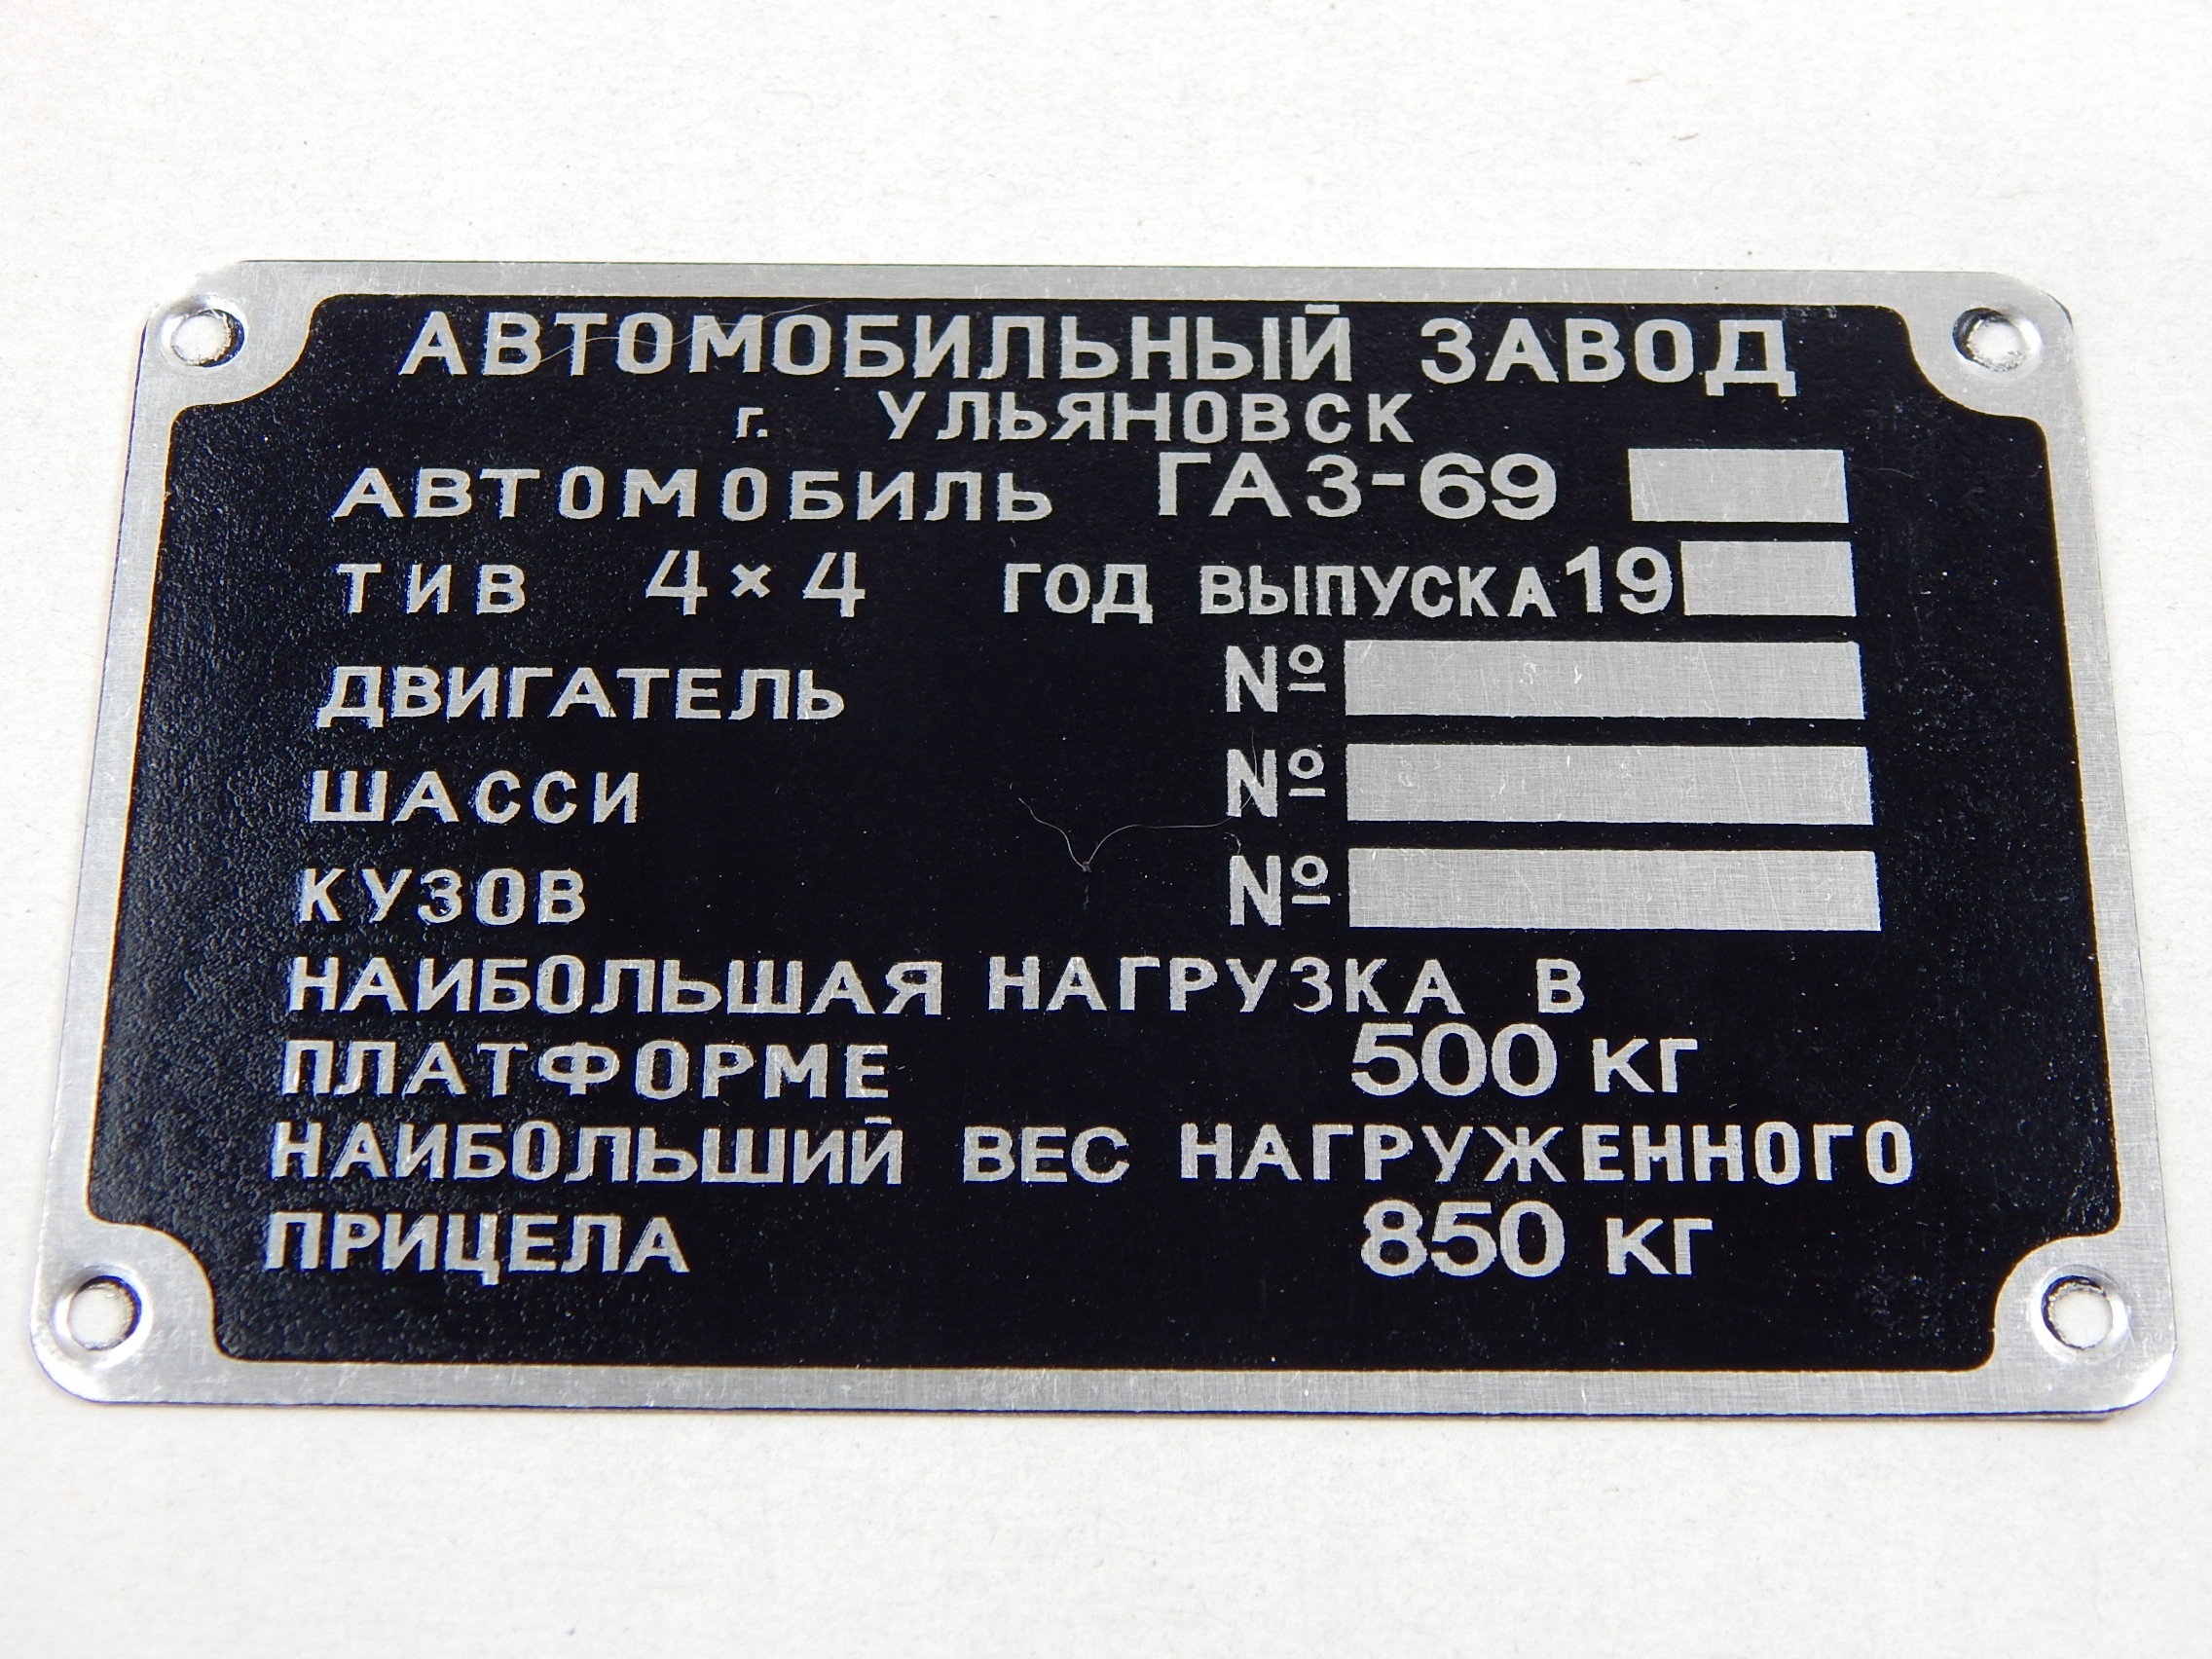 АВТОМОБИЛЬНЫЙ ЗАВОД
г. УЛЬЯНОВСК
АВТОМОБИЛЬ ГАЗ-69
ТИВ 4×4 ГОД ВЫПУСКА 19
ДВИГАТЕЛЬ №
ШАССИ №
КУЗОВ №
НАИБОЛЬШАЯ НАГРУЗКА В
ПЛАТФОРМЕ 500 КГ
НАИБОЛЬШИЙ ВЕС НАГРУЖЕННОГО
ПРИЦЕЛА 850 КГ